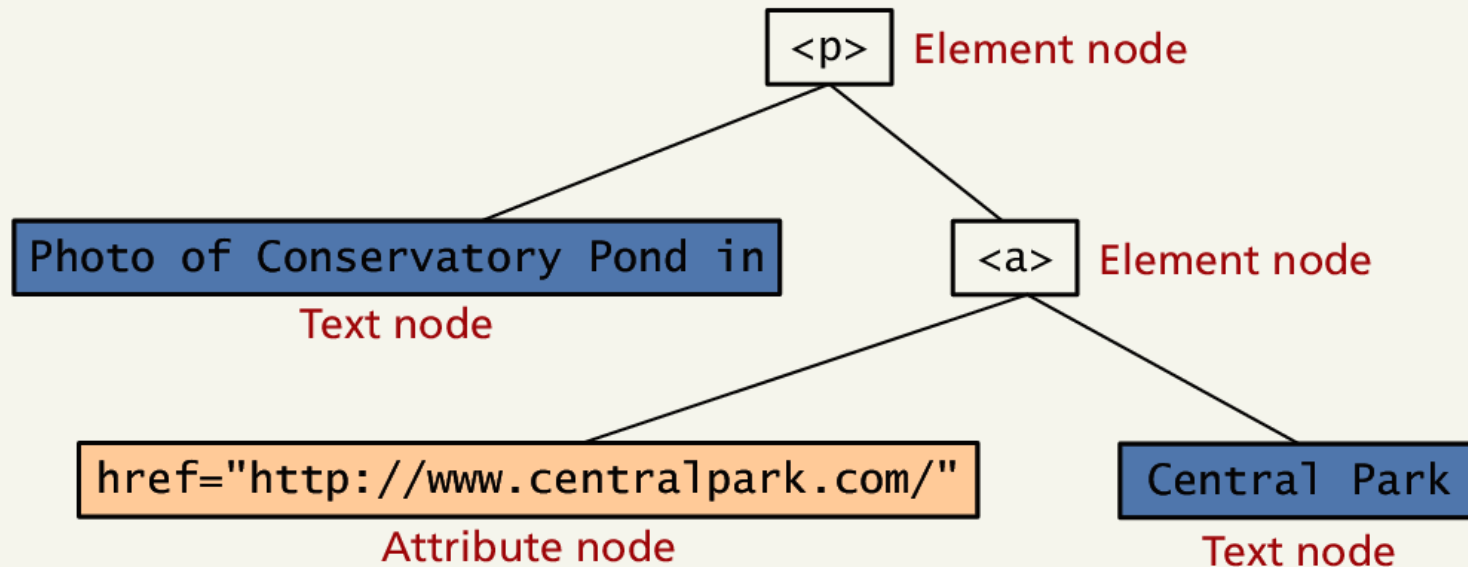 <p> Element node
Photo of Conservatory Pond in
<a> Element node
Text node
href="http://www.centralpark.com/"
Central Park
Attribute node
Text node